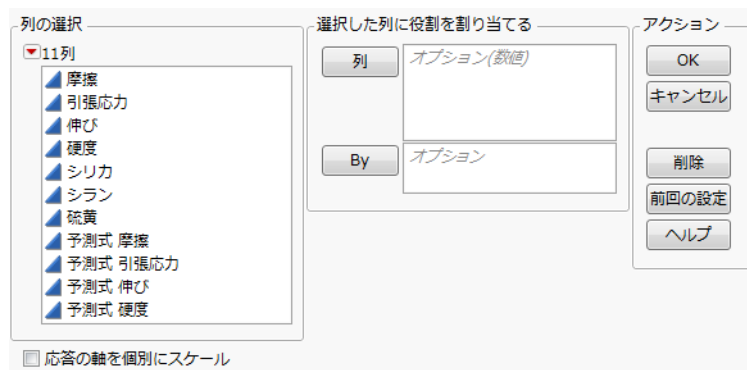 列の選択
11列
摩擦
引張応力
伸び
硬度
シリカ
シラン
硫黄
予測式 摩擦
予測式 引張応力
予測式 伸び
予測式 硬度
応答の軸を個別にスケール
選択した列に役割を割り当てる
列
オプション(数値)
By
オプション
アクション
OK
キャンセル
削除
前回の設定
ヘルプ